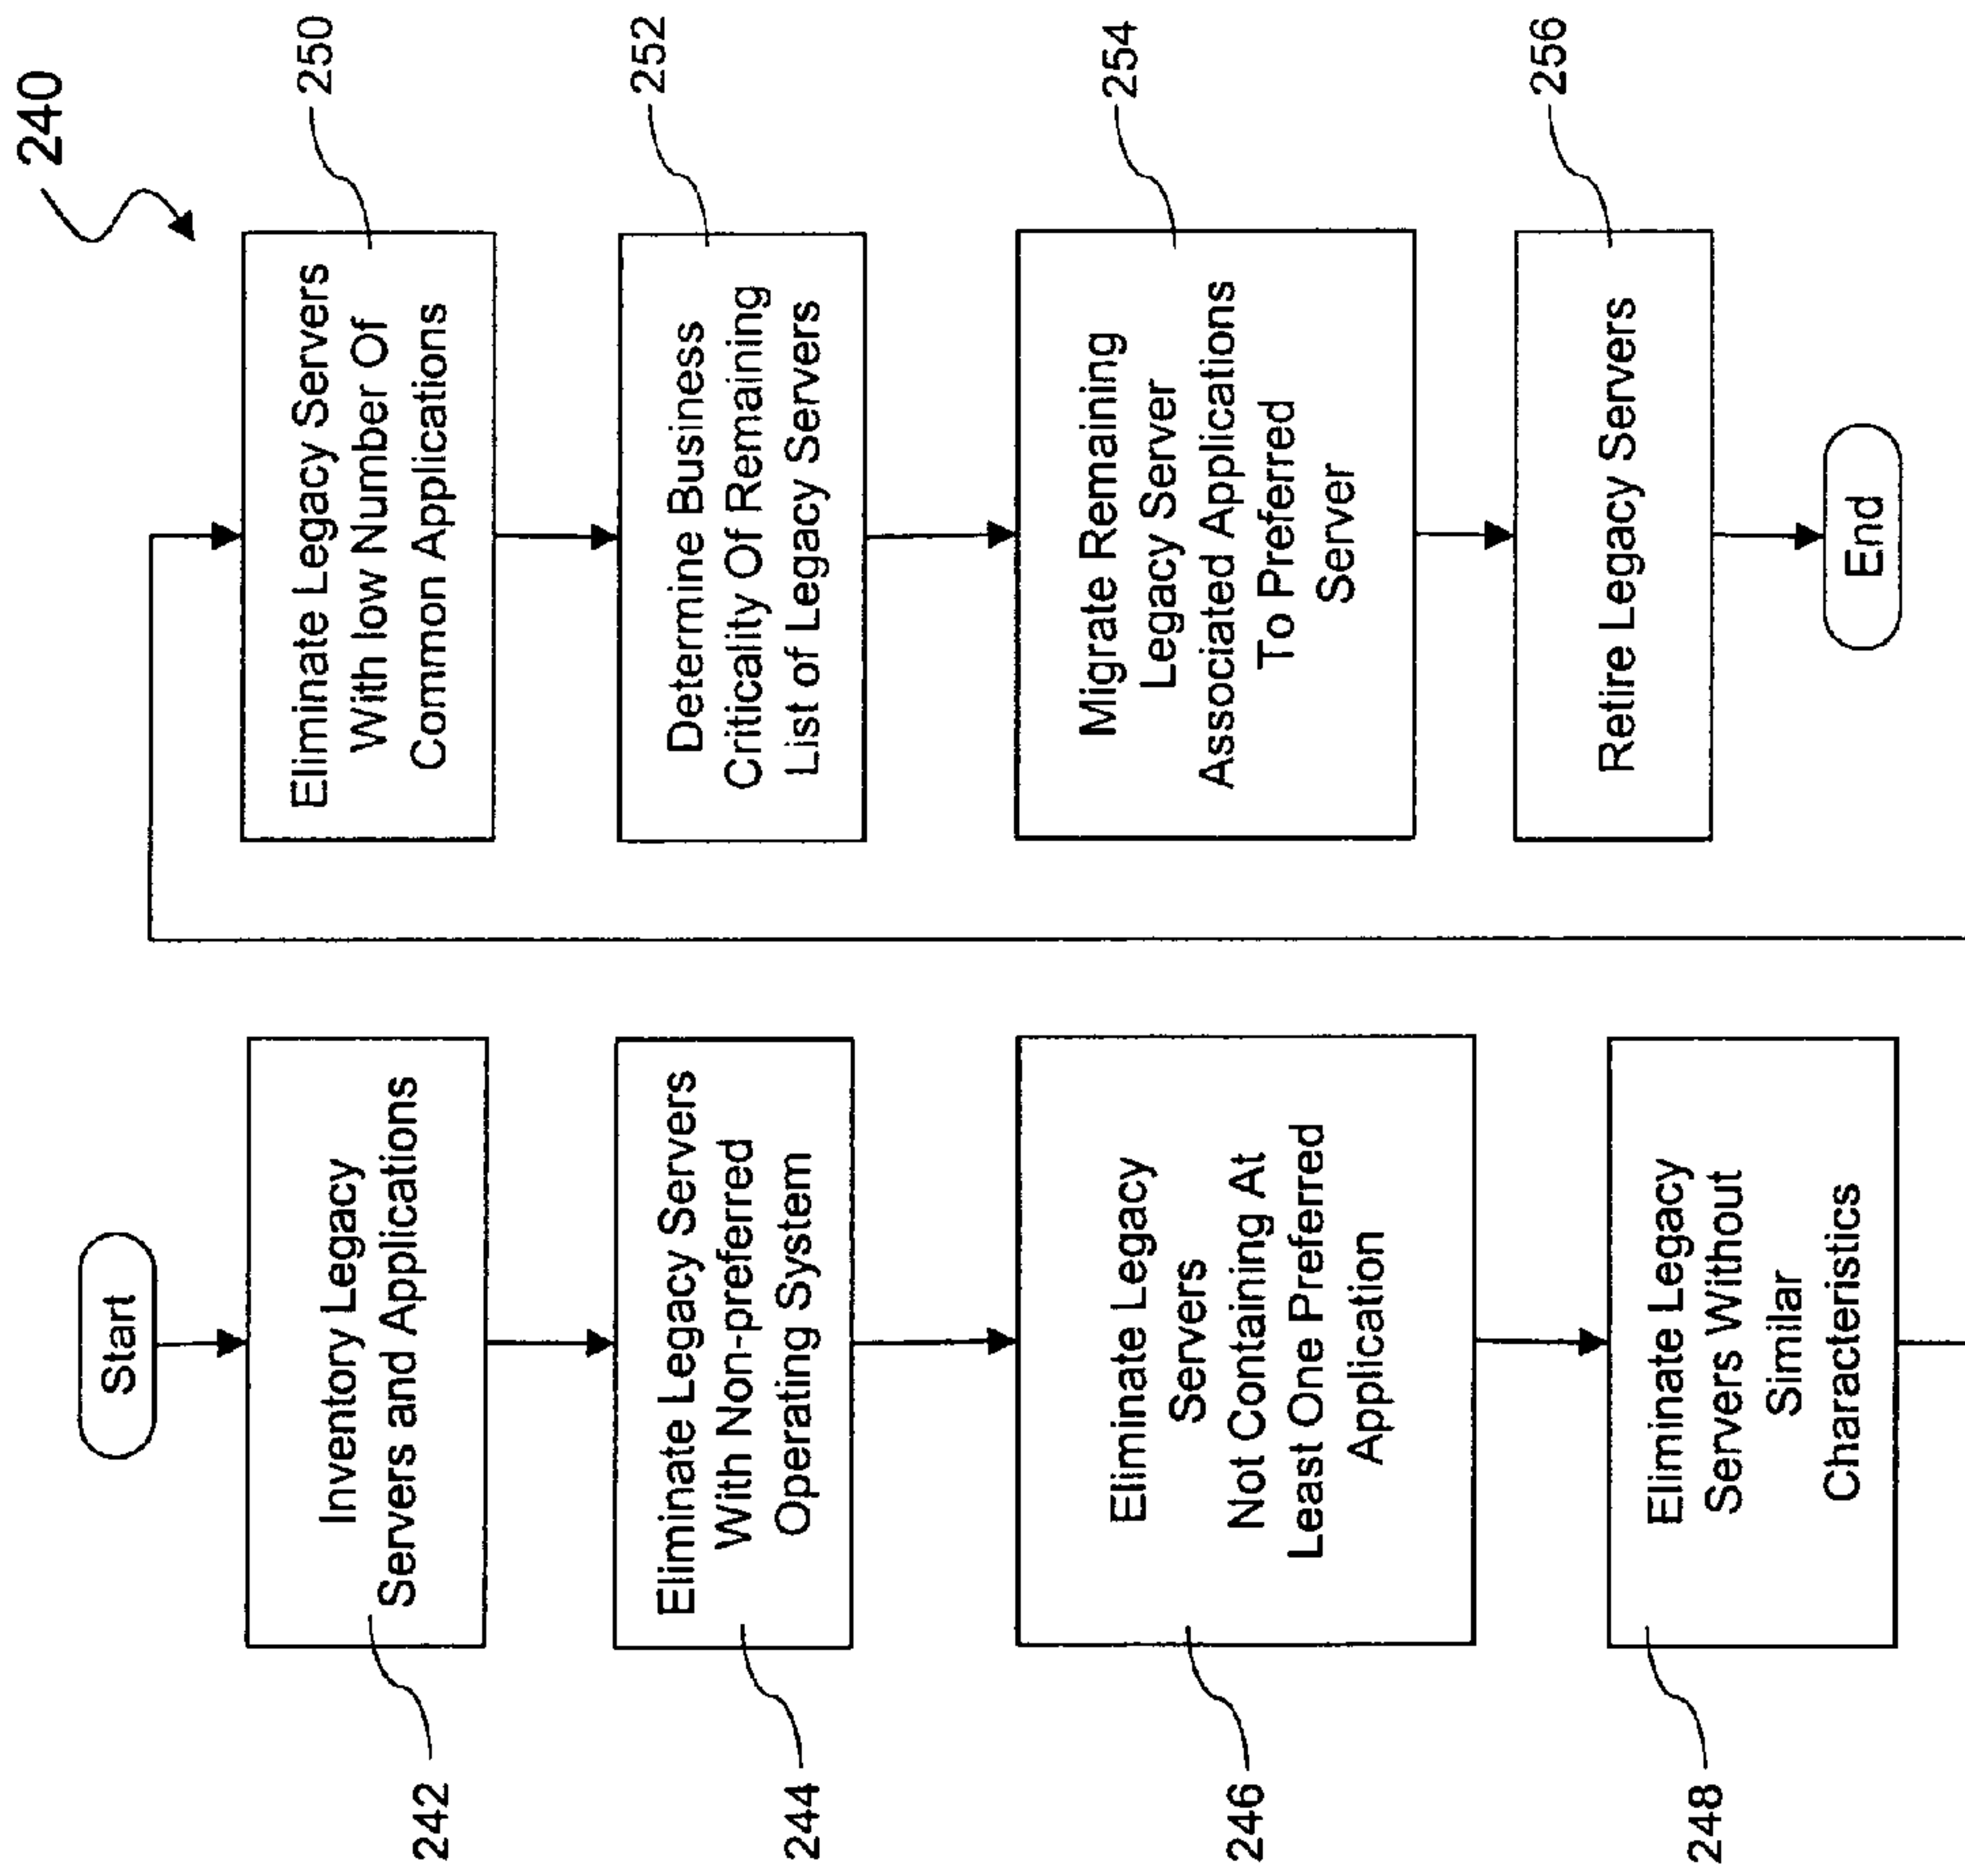 240
Start
Inventory Legacy
Servers and Applications
242
Eliminate Legacy Servers
With Non-preferred
Operating System
244
Eliminate Legacy
Servers
Not Containing At
Least One Preferred
Application
246
Eliminate Legacy
Servers Without
Similar
Characteristics
248
Eliminate Legacy Servers
With low Number Of
Common Applications
250
Determine Business
Criticality Of Remaining
List of Legacy Servers
252
Migrate Remaining
Legacy Server
Associated Applications
To Preferred
Server
254
Retire Legacy Servers
256
End